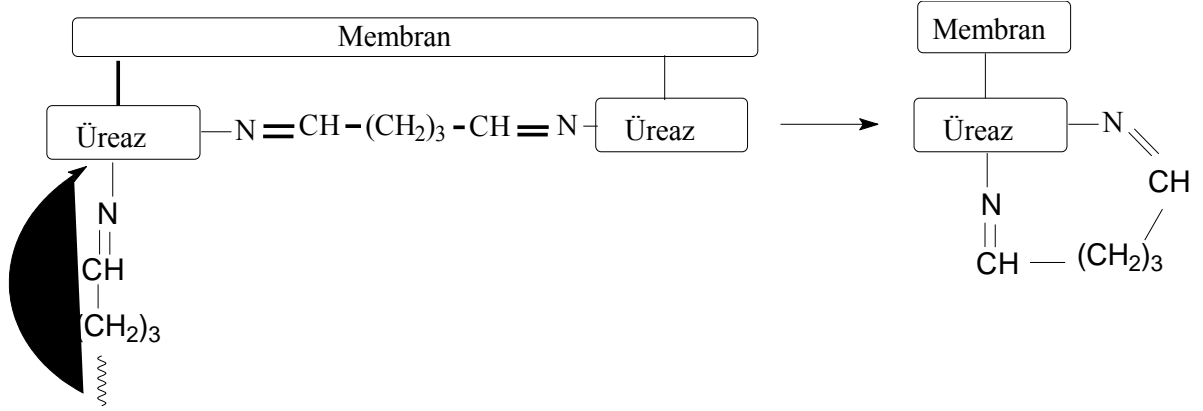 Membran
Üreaz N=CH-(CH2)3-CH=N Üreaz
N
CH
(CH2)3
Membran
Üreaz N
CH
N
CH (CH2)3